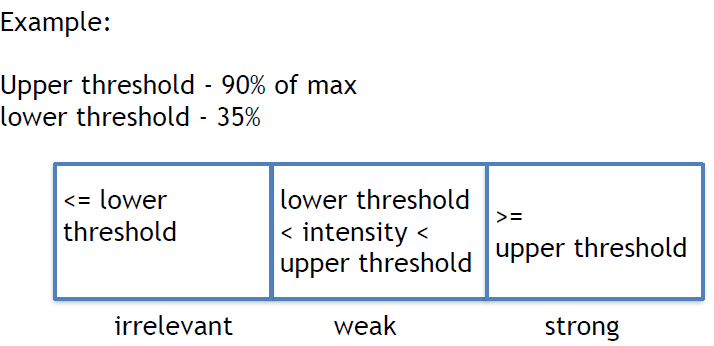 Example:
Upper threshold - 90% of max
lower threshold - 35%
<= lower
threshold
lower threshold
< intensity <
upper threshold
>=
upper threshold
irrelevant
weak
strong